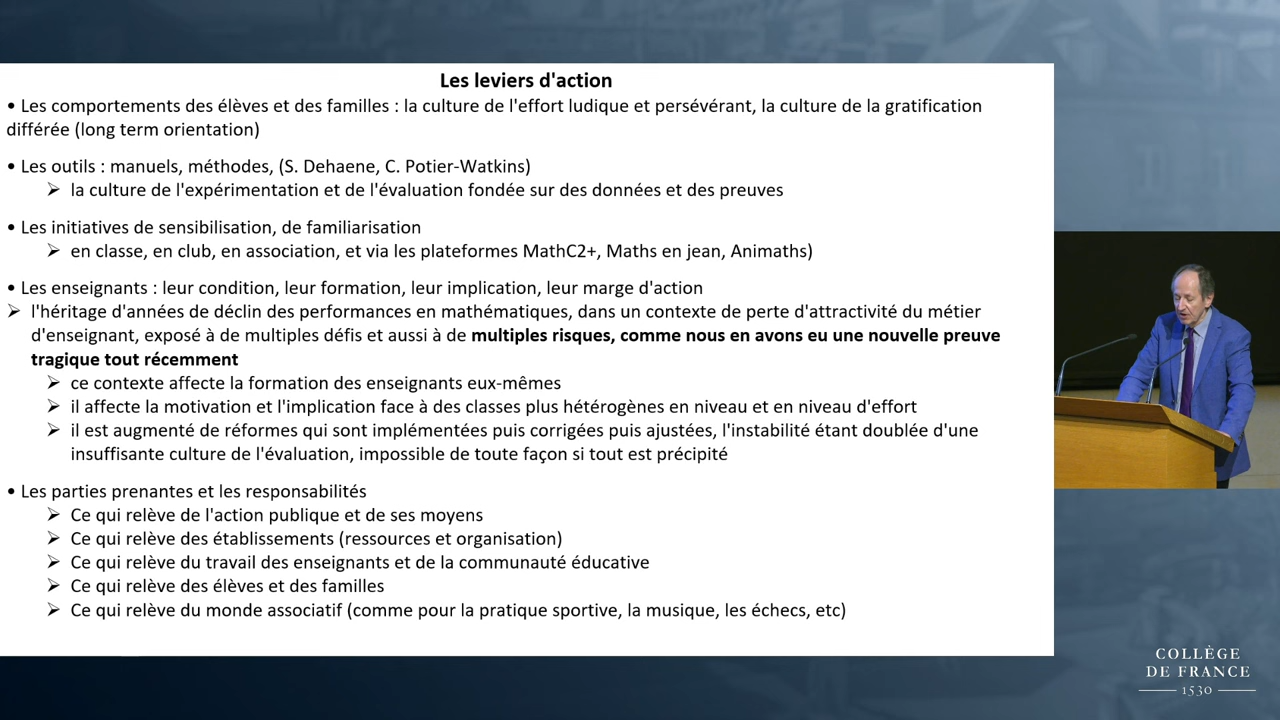 Les leviers d'action
• Les comportements des élèves et des familles : la culture de l'effort ludique et persévérant, la culture de la gratification
différée (long term orientation)
• Les outils : manuels, méthodes, (S. Dehaene, C. Potier-Watkins)
➢ la culture de l'expérimentation et de l'évaluation fondée sur des données et des preuves
• Les initiatives de sensibilisation, de familiarisation
➢ en classe, en club, en association, et via les plateformes MathC2+, Maths en jean, Animaths)
• Les enseignants : leur condition, leur formation, leur implication, leur marge d'action
➢ l'héritage d'années de déclin des performances en mathématiques, dans un contexte de perte d'attractivité du métier
d'enseignant, exposé à de multiples défis et aussi à de multiples risques, comme nous en avons eu une nouvelle preuve
tragique tout récemment
➢ ce contexte affecte la formation des enseignants eux-mêmes
➢ il affecte la motivation et l'implication face à des classes plus hétérogènes en niveau et en niveau d'effort
➢ il est augmenté de réformes qui sont implémentées puis corrigées puis ajustées, l'instabilité étant doublée d'une
insuffisante culture de l'évaluation, impossible de toute façon si tout est précipité
• Les parties prenantes et les responsabilités
➢ Ce qui relève de l'action publique et de ses moyens
➢ Ce qui relève des établissements (ressources et organisation)
➢ Ce qui relève du travail des enseignants et de la communauté éducative
➢ Ce qui relève des élèves et des familles
➢ Ce qui relève du monde associatif (comme pour la pratique sportive, la musique, les échecs, etc)
COLLÈGE
DE FRANCE
1530